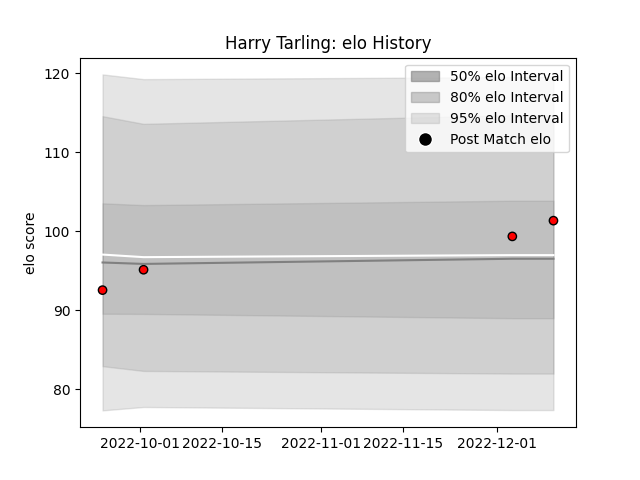 Harry Tarling: elo History
120
110
100
90
80
elo score
50% elo Interval
80% elo Interval
95% elo Interval
Post Match elo
2022-10-01
2022-10-15
2022-11-01
2022-11-15
2022-12-01